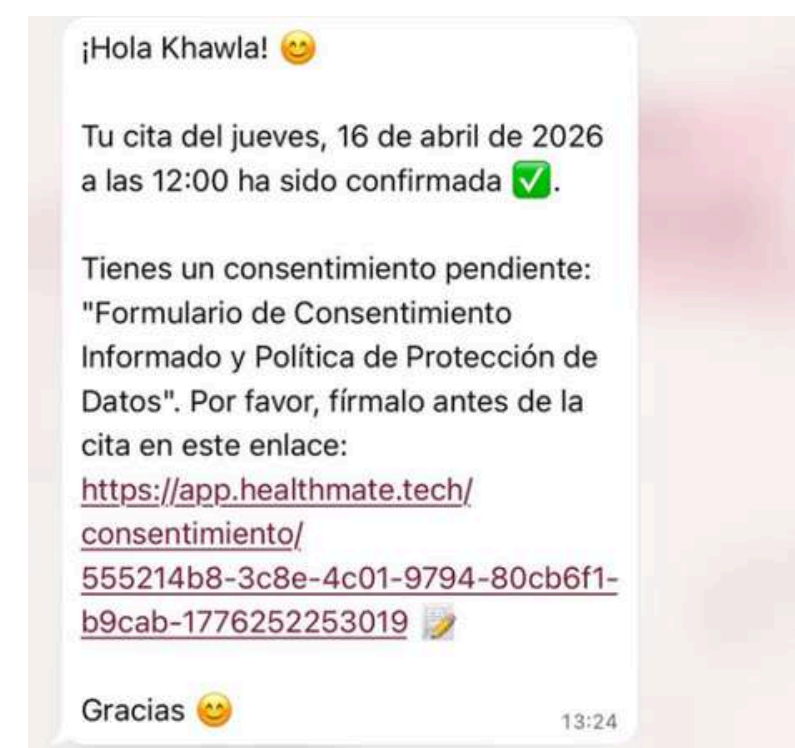 ¡Hola Khawla! 😊
Tu cita del jueves, 16 de abril de 2026
a las 12:00 ha sido confirmada ✅.
Tienes un consentimiento pendiente:
"Formulario de Consentimiento
Informado y Política de Protección de
Datos". Por favor, fírmalo antes de la
cita en este enlace:
https://app.healthmate.tech/
consentimiento/
555214b8-3c8e-4c01-9794-80cb6f1-
b9cab-1776252253019 📝
Gracias 😊
13:24